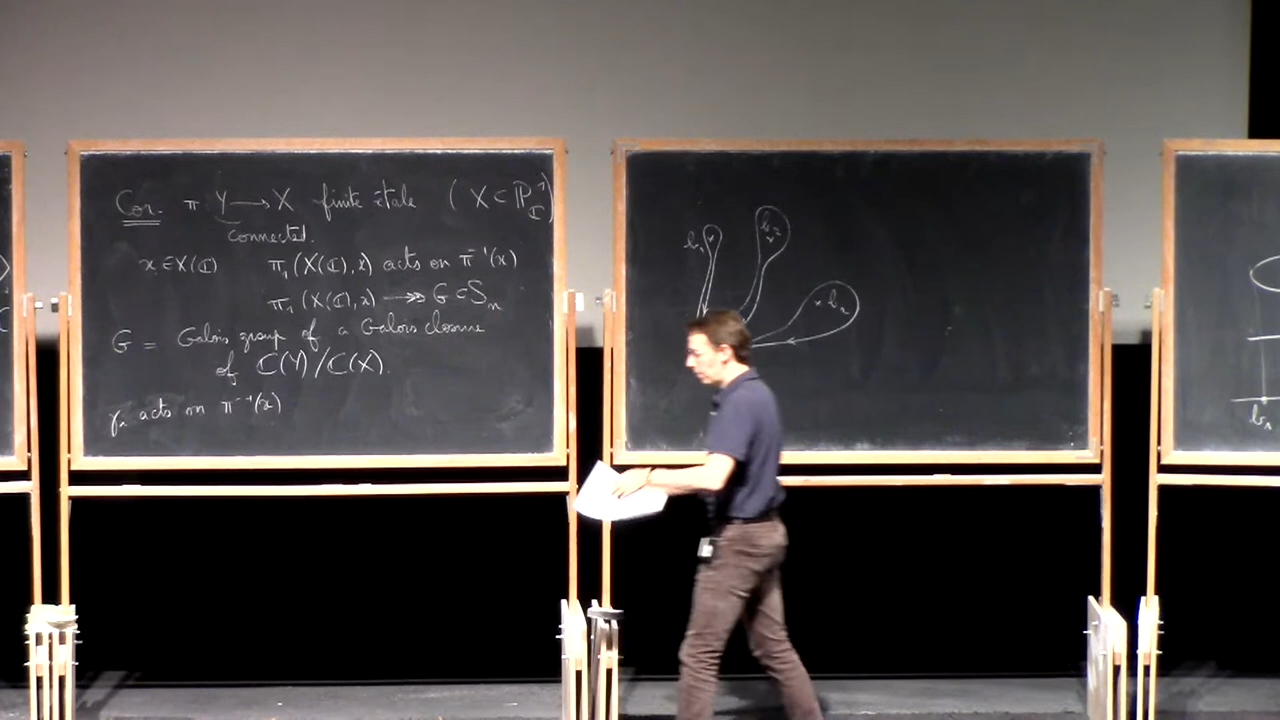 Cor. π Y → X finite étale ( X ⊂ ℙ¹_ℂ )
connected.
x ∈ X(ℂ) π₁(X(ℂ), x) acts on π⁻¹(x)
π₁(X(ℂ), x) ↠ G ⊂ Sₙ
G = Galois group of a Galois closure
of ℂ(Y)/ℂ(X).
γᵢ acts on π⁻¹(x)
b₁
b₂
× bᵣ
b₁